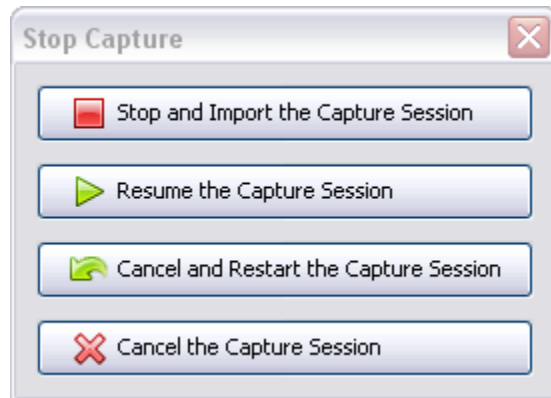 Stop Capture
Stop and Import the Capture Session
Resume the Capture Session
Cancel and Restart the Capture Session
Cancel the Capture Session